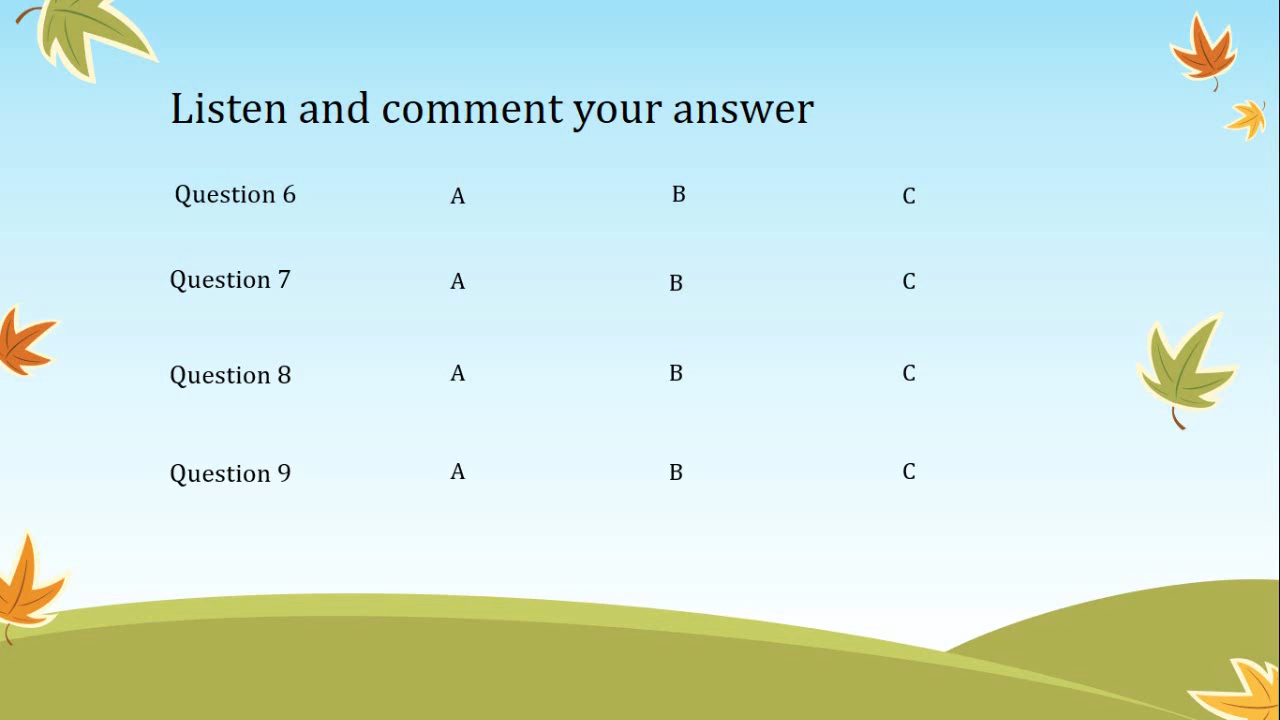 Listen and comment your answer
Question 6 A B C
Question 7 A B C
Question 8 A B C
Question 9 A B C